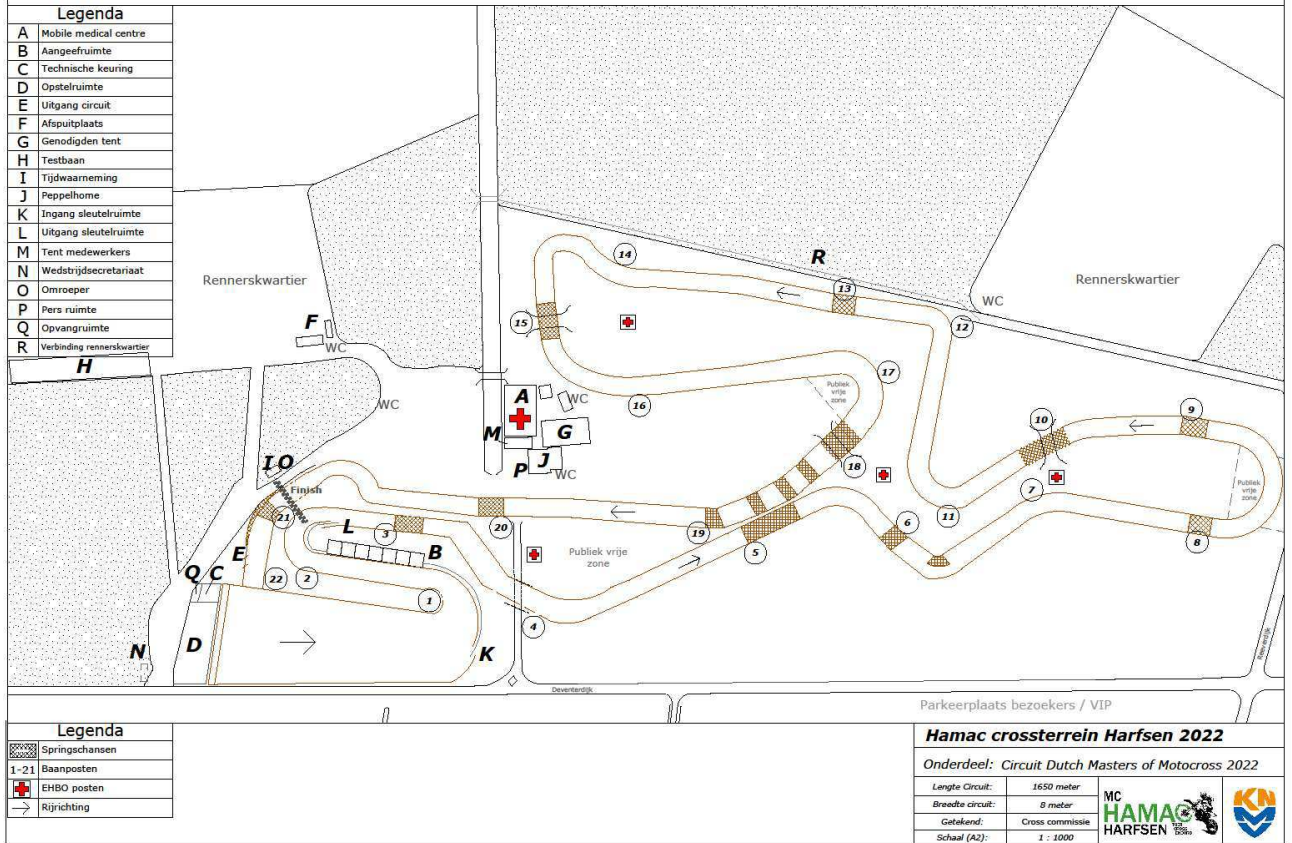 Legenda
A Mobile medical centre
B Aangeefruimte
C Technische keuring
D Opstelruimte
E Uitgang circuit
F Afspuitplaats
G Genodigden tent
H Testbaan
I Tijdwaarneming
J Peppelhome
K Ingang sleutelruimte
L Uitgang sleutelruimte
M Tent medewerkers
N Wedstrijdsecretariaat
O Omroeper
P Pers ruimte
Q Opvangruimte
R Verbinding rennerskwartier
14
R
13
Rennerskwartier
Rennerskwartier
WC
F
WC
15
12
H
17
WC
A
WC
Publiek
vrije
zone
16
9
10
M
G
J
P
WC
18
I O
Finish
7
Publiek
vrije
zone
21
L
3
20
19
6
11
8
E
B
5
Publiek vrije
zone
Q C
22
2
1
4
D
N
K
Reeverdijk
Deventerdijk
Parkeerplaats bezoekers / VIP
Legenda
Springschansen
1-21 Baanposten
EHBO posten
Rijrichting
Hamac crossterrein Harfsen 2022
Onderdeel: Circuit Dutch Masters of Motocross 2022
Lengte Circuit: 1650 meter
Breedte circuit: 8 meter
Getekend: Cross commissie
Schaal (A2): 1 : 1000
MC
HAMAC
HARFSEN
KN